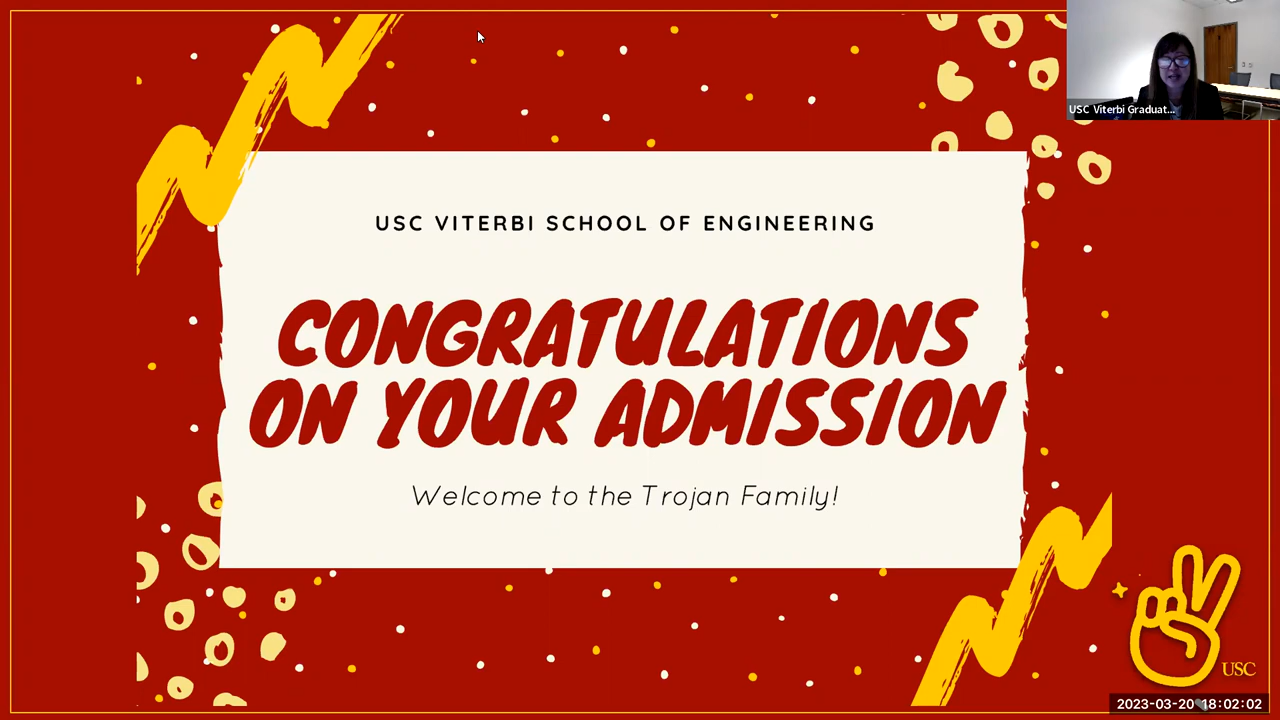 USC Viterbi Graduat...
USC VITERBI SCHOOL OF ENGINEERING
CONGRATULATIONS
ON YOUR ADMISSION
Welcome to the Trojan Family!
USC
2023-03-20 18:02:02